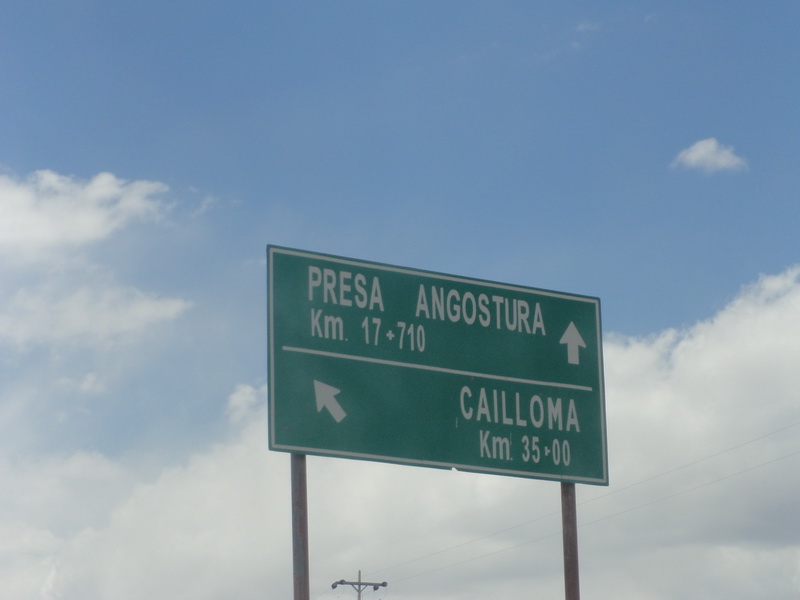 PRESA ANGOSTURA
Km. 17+710
CAILLOMA
Km. 35+00